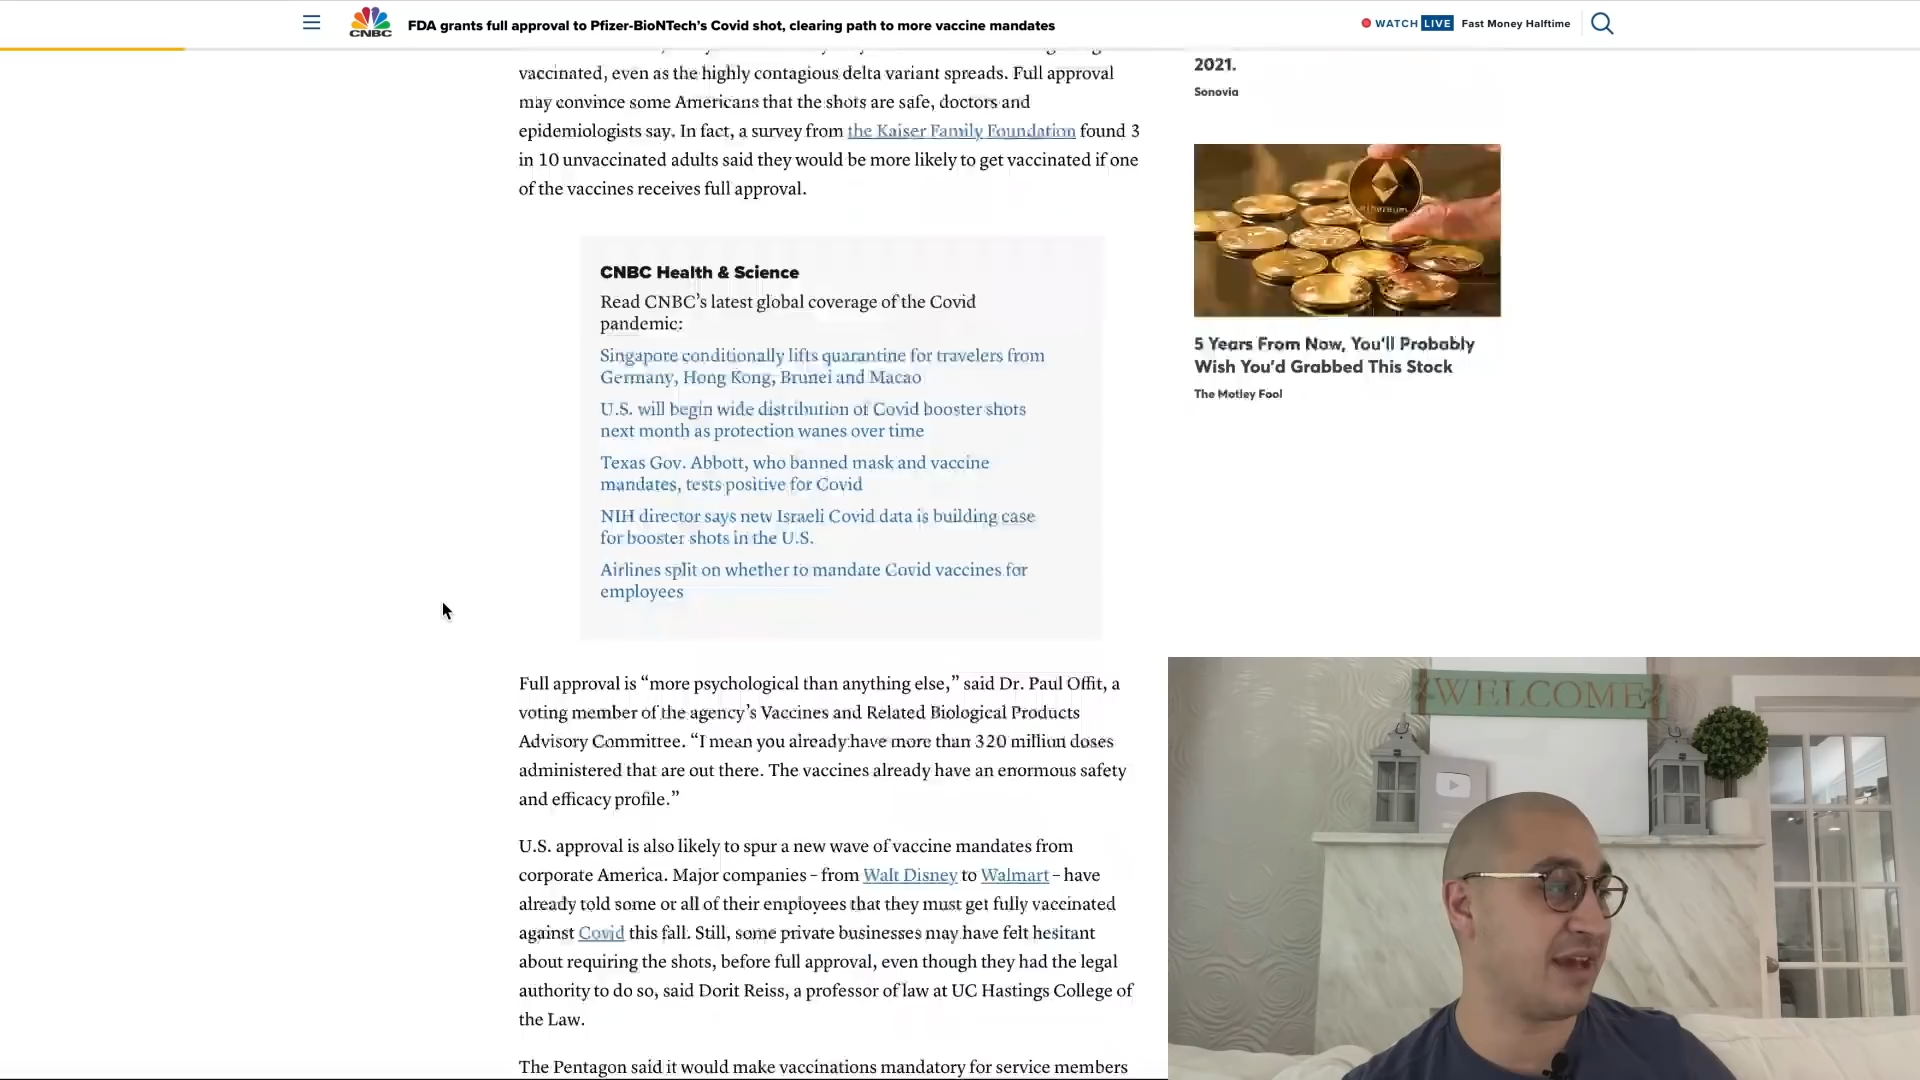 CNBC
FDA grants full approval to Pfizer-BioNTech's Covid shot, clearing path to more vaccine mandates
WATCH LIVE Fast Money Halftime
vaccinated, even as the highly contagious delta variant spreads. Full approval
may convince some Americans that the shots are safe, doctors and
epidemiologists say. In fact, a survey from the Kaiser Family Foundation found 3
in 10 unvaccinated adults said they would be more likely to get vaccinated if one
of the vaccines receives full approval.
CNBC Health & Science
Read CNBC's latest global coverage of the Covid
pandemic:
Singapore conditionally lifts quarantine for travelers from
Germany, Hong Kong, Brunei and Macao
U.S. will begin wide distribution of Covid booster shots
next month as protection wanes over time
Texas Gov. Abbott, who banned mask and vaccine
mandates, tests positive for Covid
NIH director says new Israeli Covid data is building case
for booster shots in the U.S.
Airlines split on whether to mandate Covid vaccines for
employees
Full approval is “more psychological than anything else,” said Dr. Paul Offit, a
voting member of the agency's Vaccines and Related Biological Products
Advisory Committee. “I mean you already have more than 320 million doses
administered that are out there. The vaccines already have an enormous safety
and efficacy profile.”
U.S. approval is also likely to spur a new wave of vaccine mandates from
corporate America. Major companies – from Walt Disney to Walmart – have
already told some or all of their employees that they must get fully vaccinated
against Covid this fall. Still, some private businesses may have felt hesitant
about requiring the shots, before full approval, even though they had the legal
authority to do so, said Dorit Reiss, a professor of law at UC Hastings College of
the Law.
The Pentagon said it would make vaccinations mandatory for service members
2021.
Sonovia
ethereum
5 Years From Now, You'll Probably
Wish You'd Grabbed This Stock
The Motley Fool
WELCOME